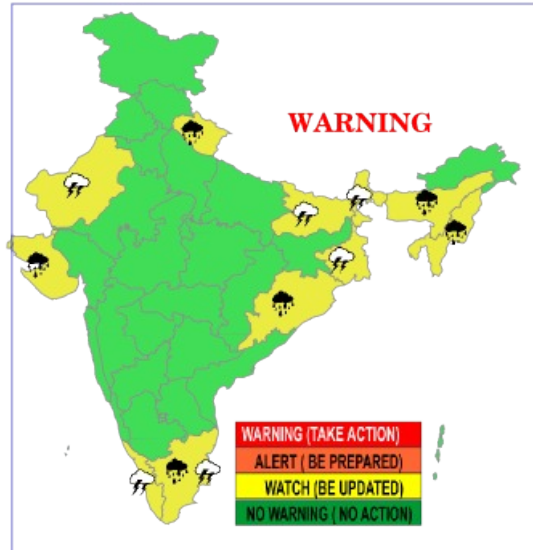 WARNING
WARNING (TAKE ACTION)
ALERT ( BE PREPARED)
WATCH (BE UPDATED)
NO WARNING ( NO ACTION)